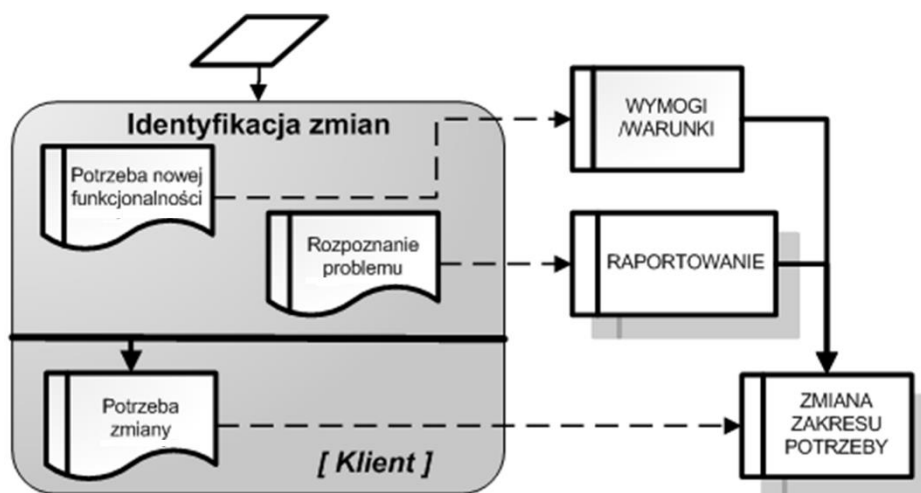 Identyfikacja zmian
Potrzeba nowej
funkcjonalności
Rozpoznanie
problemu
Potrzeba
zmiany
[ Klient ]
WYMOGI
/WARUNKI
RAPORTOWANIE
ZMIANA
ZAKRESU
POTRZEBY